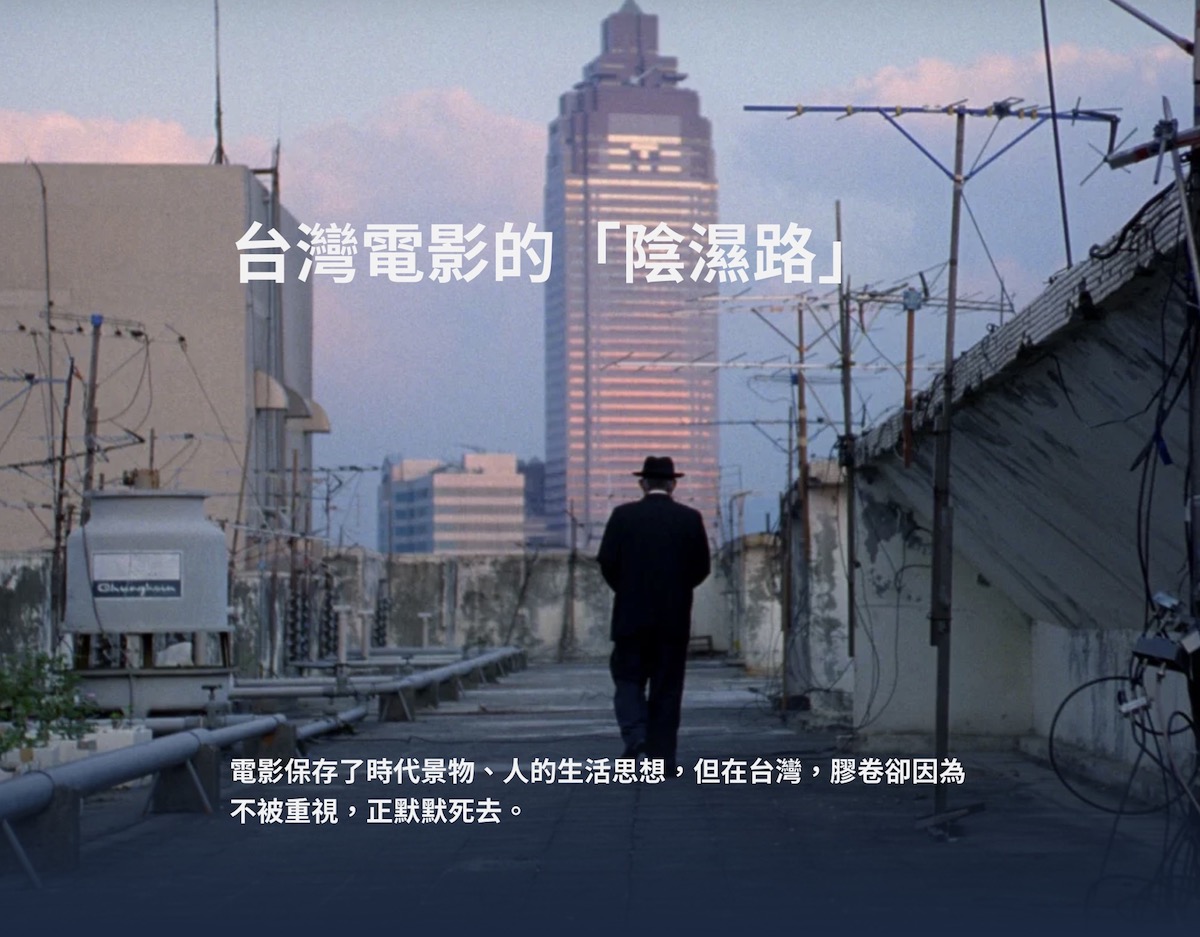 台灣電影的「陰濕路」
電影保存了時代景物、人的生活思想，但在台灣，膠卷卻因為
不被重視，正默默死去。